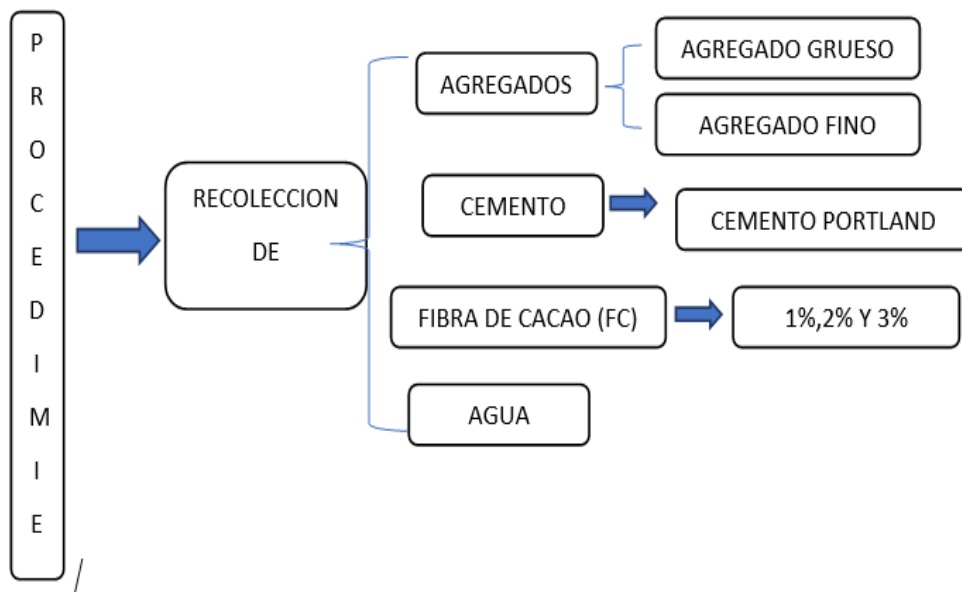 P
R
O
C
E
D
I
M
I
E
RECOLECCION
DE
AGREGADOS
AGREGADO GRUESO
AGREGADO FINO
CEMENTO
CEMENTO PORTLAND
FIBRA DE CACAO (FC)
1%,2% Y 3%
AGUA